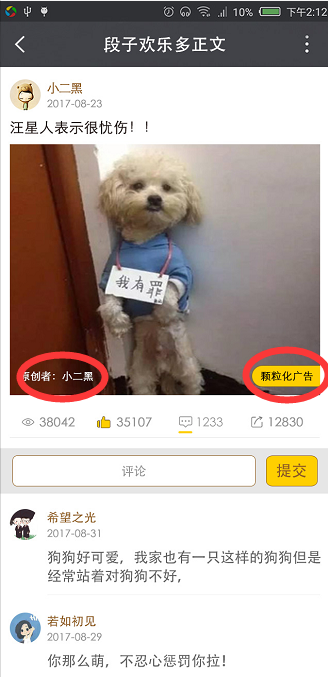 10% 下午2:12
段子欢乐多正文
小二黑
2017-08-23
汪星人表示很忧伤！！
我有罪
原创者：小二黑
颗粒化广告
38042 35107 1233 12830
评论 提交
希望之光
2017-08-31
狗狗好可爱，我家也有一只这样的狗狗但是
经常站着对狗狗不好，
若如初见
2017-08-29
你那么萌，不忍心惩罚你拉！